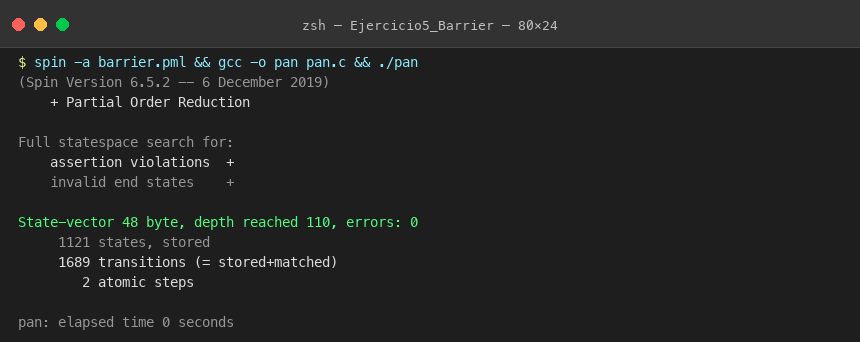 zsh — Ejercicio5_Barrier — 80×24
$ spin -a barrier.pml && gcc -o pan pan.c && ./pan
(Spin Version 6.5.2 -- 6 December 2019)
    + Partial Order Reduction

Full statespace search for:
    assertion violations  +
    invalid end states    +

State-vector 48 byte, depth reached 110, errors: 0
     1121 states, stored
     1689 transitions (= stored+matched)
        2 atomic steps

pan: elapsed time 0 seconds